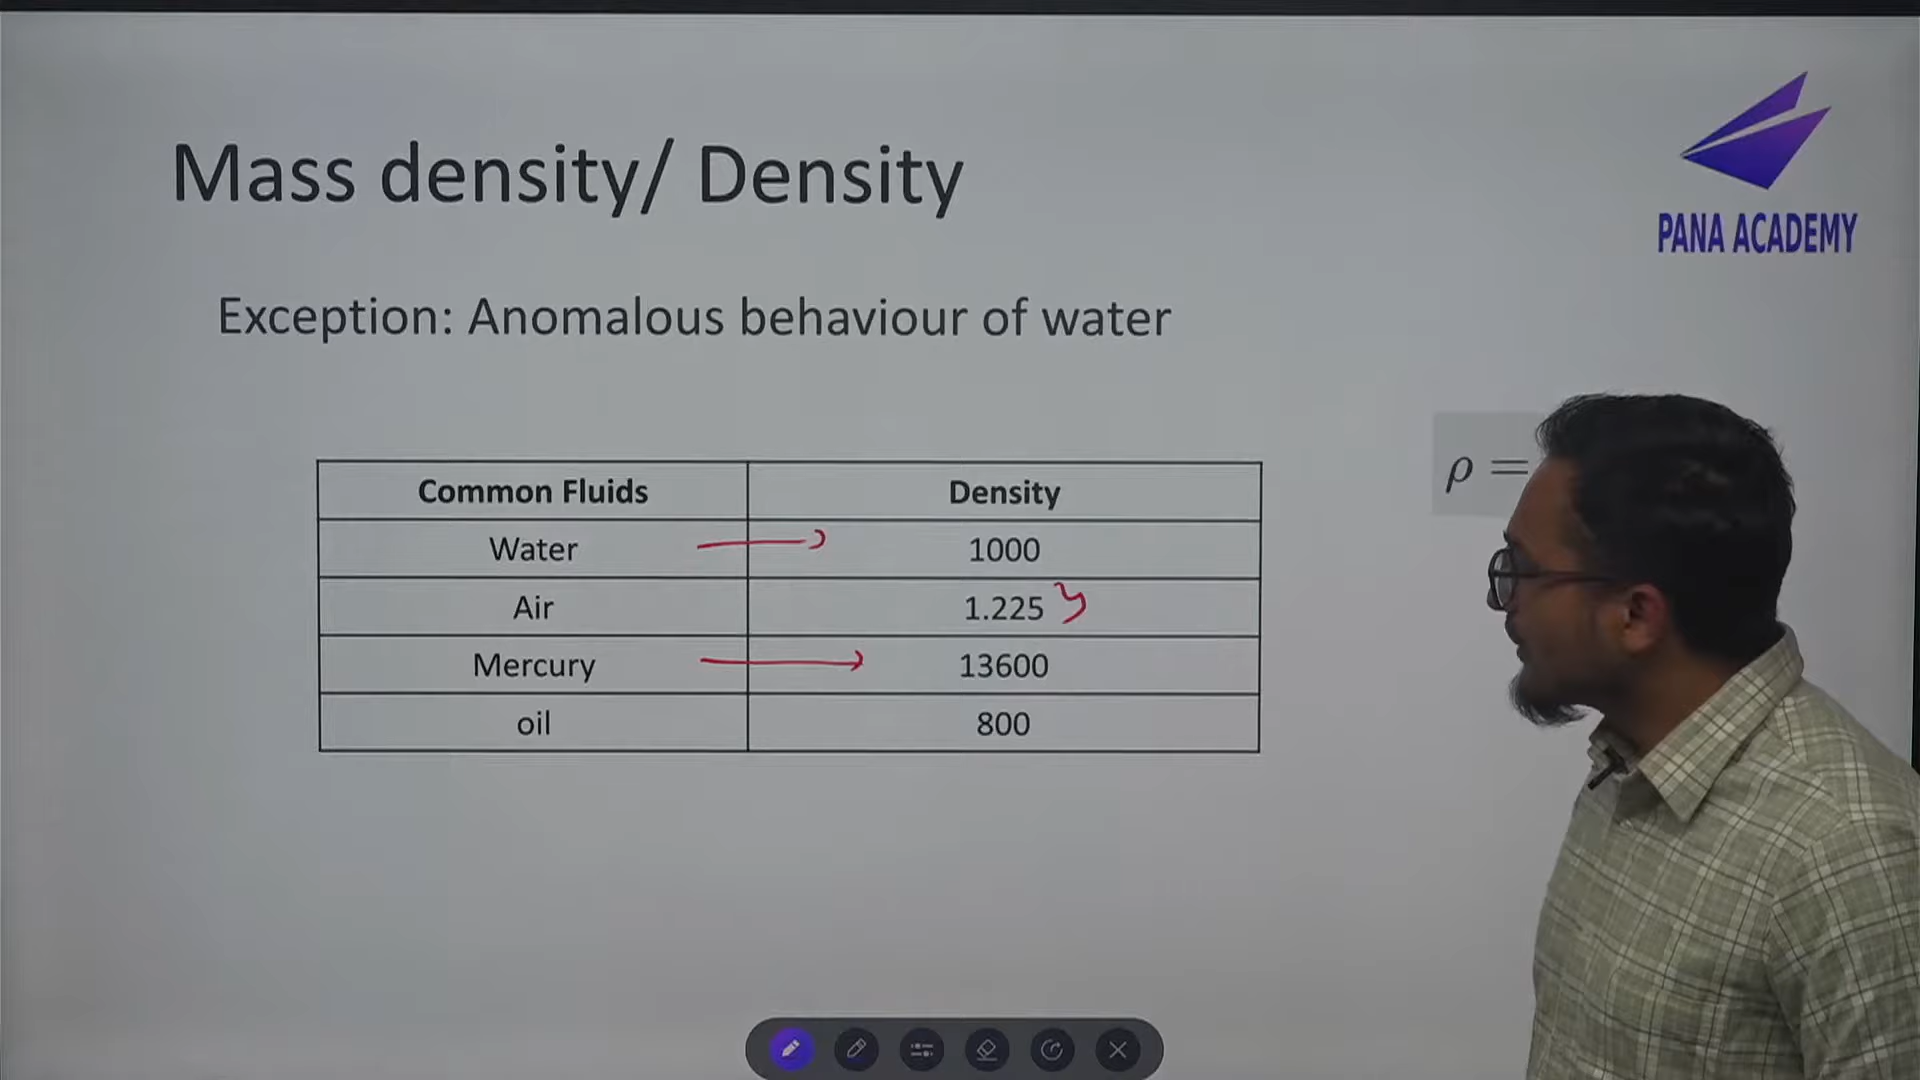 Mass density/ Density
PANA ACADEMY
Exception: Anomalous behaviour of water
ρ =
Common Fluids Density
Water 1000
Air 1.225
Mercury 13600
oil 800